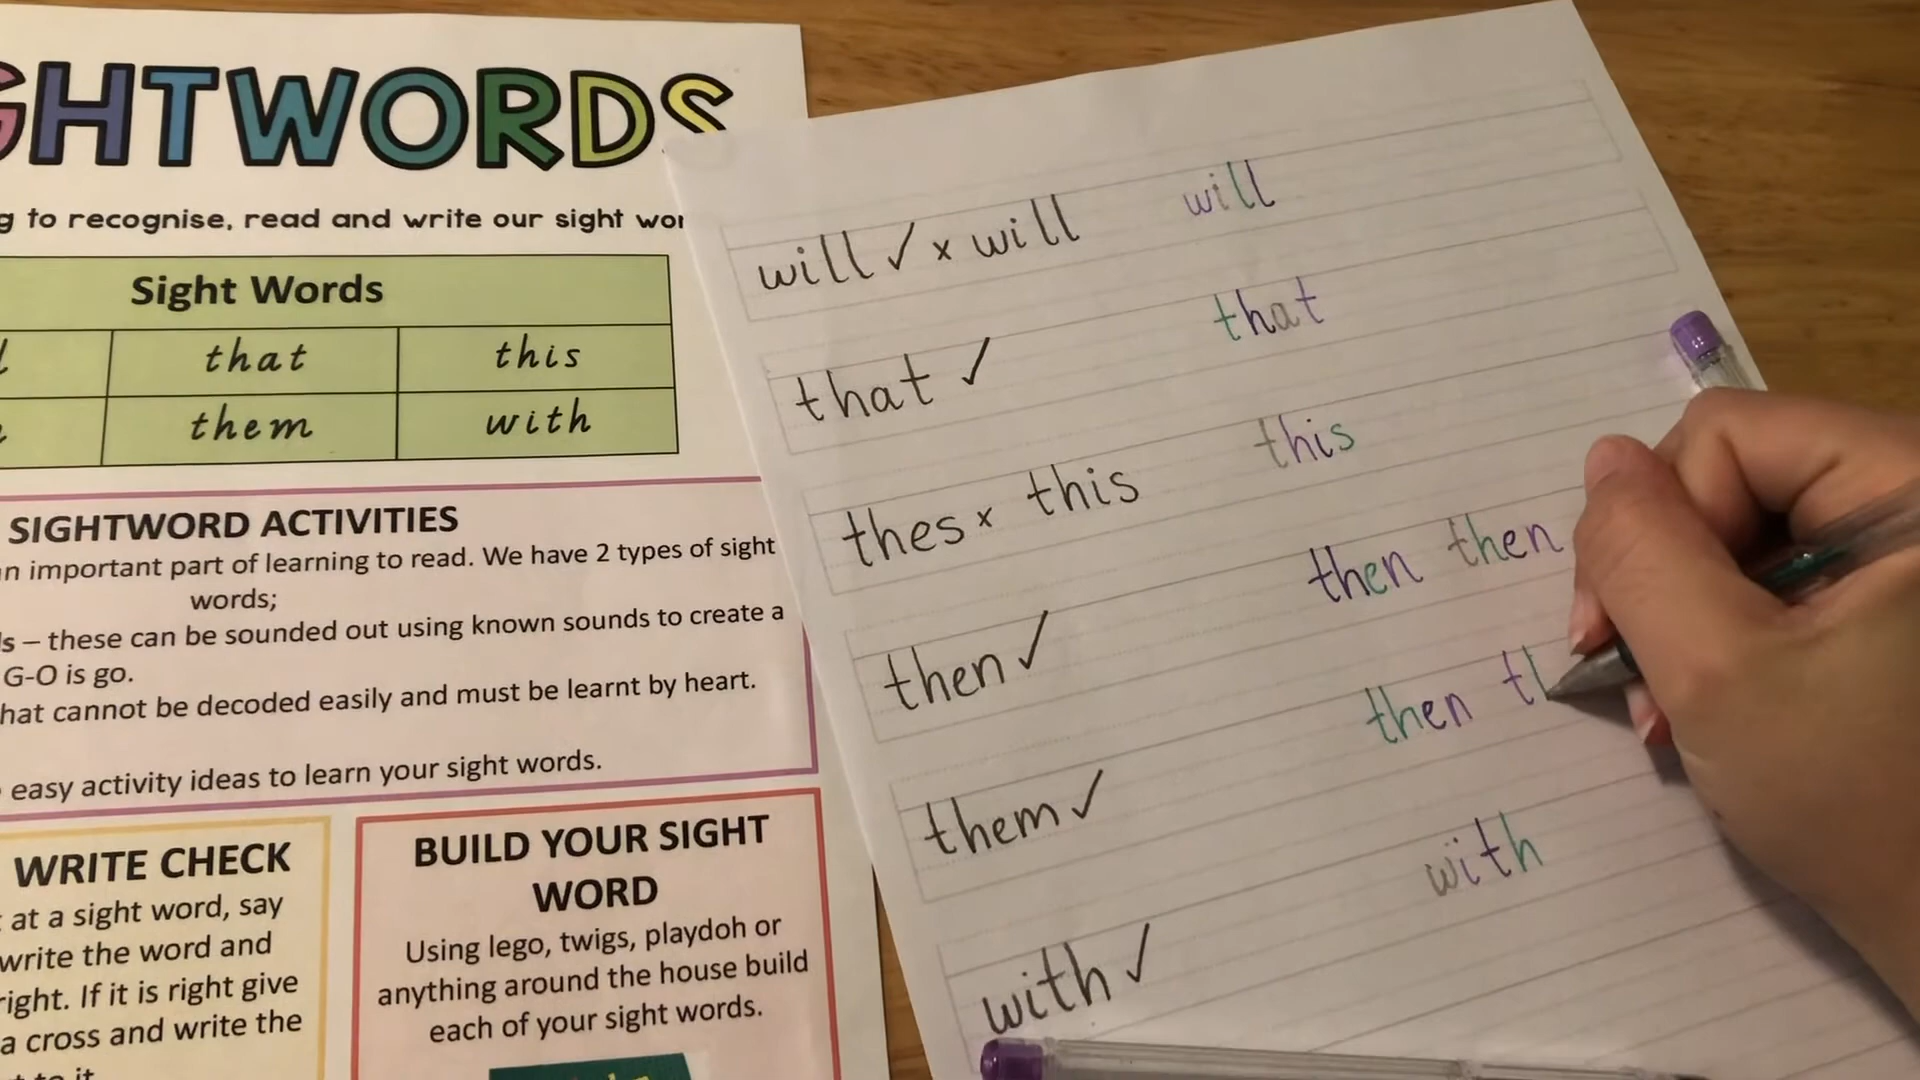 GHTWORDS
g to recognise, read and write our sight wor
Sight Words
that this
them with
SIGHTWORD ACTIVITIES
n important part of learning to read. We have 2 types of sight
words;
s – these can be sounded out using known sounds to create a
G-O is go.
hat cannot be decoded easily and must be learnt by heart.
easy activity ideas to learn your sight words.
WRITE CHECK
at a sight word, say
write the word and
right. If it is right give
a cross and write the
to it
BUILD YOUR SIGHT
WORD
Using lego, twigs, playdoh or
anything around the house build
each of your sight words.
will ✓ x will will
that ✓ that
thes x this this
then ✓ then then
them ✓ then th
with ✓ with